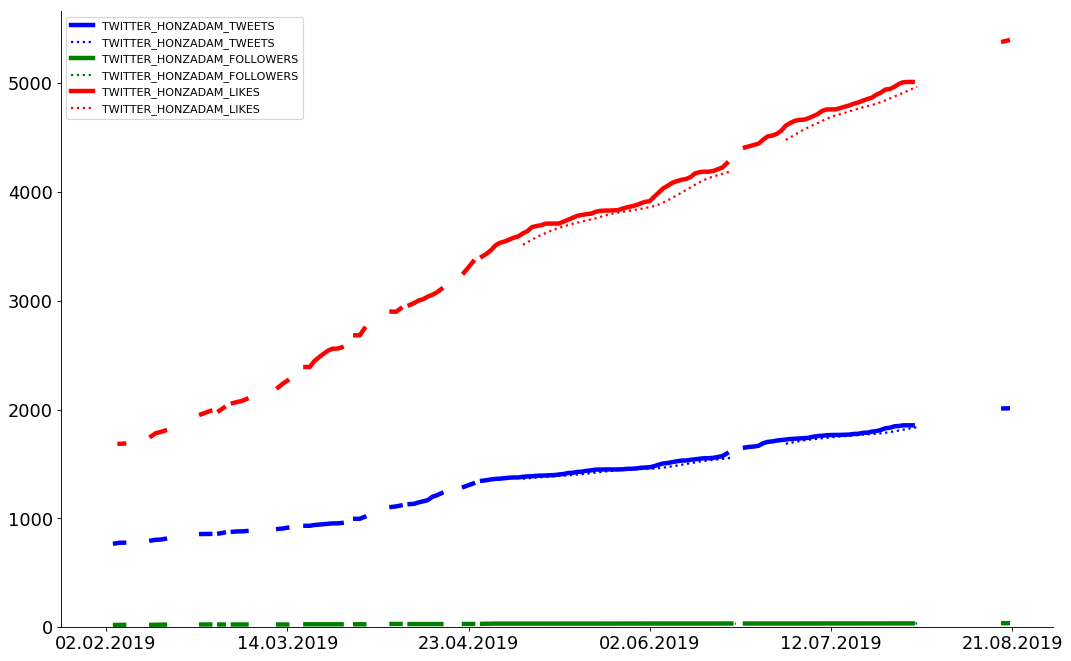 TWITTER_HONZADAM_TWEETS
TWITTER_HONZADAM_TWEETS
TWITTER_HONZADAM_FOLLOWERS
TWITTER_HONZADAM_FOLLOWERS
TWITTER_HONZADAM_LIKES
TWITTER_HONZADAM_LIKES
5000
4000
3000
2000
1000
0
02.02.2019 14.03.2019 23.04.2019 02.06.2019 12.07.2019 21.08.2019